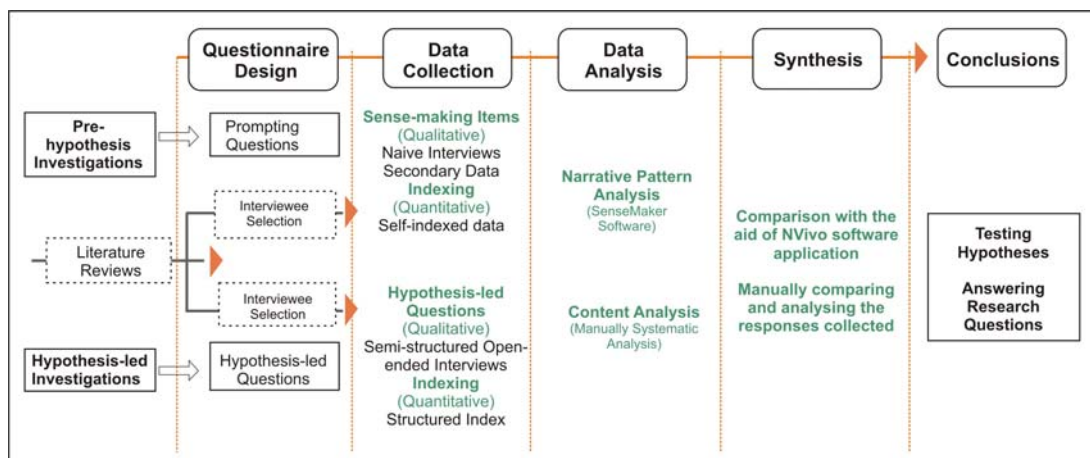 Questionnaire
Design
Data
Collection
Data
Analysis
Synthesis
Conclusions
Pre-
hypothesis
Investigations
Prompting
Questions
Interviewee
Selection
Literature
Reviews
Interviewee
Selection
Hypothesis-led
Investigations
Hypothesis-led
Questions
Sense-making Items
(Qualitative)
Naive Interviews
Secondary Data
Indexing
(Quantitative)
Self-indexed data
Hypothesis-led
Questions
(Qualitative)
Semi-structured Open-
ended Interviews
Indexing
(Quantitative)
Structured Index
Narrative Pattern
Analysis
(SenseMaker
Software)
Content Analysis
(Manually Systematic
Analysis)
Comparison with the
aid of NVivo software
application
Manually comparing
and analysing the
responses collected
Testing
Hypotheses
Answering
Research
Questions